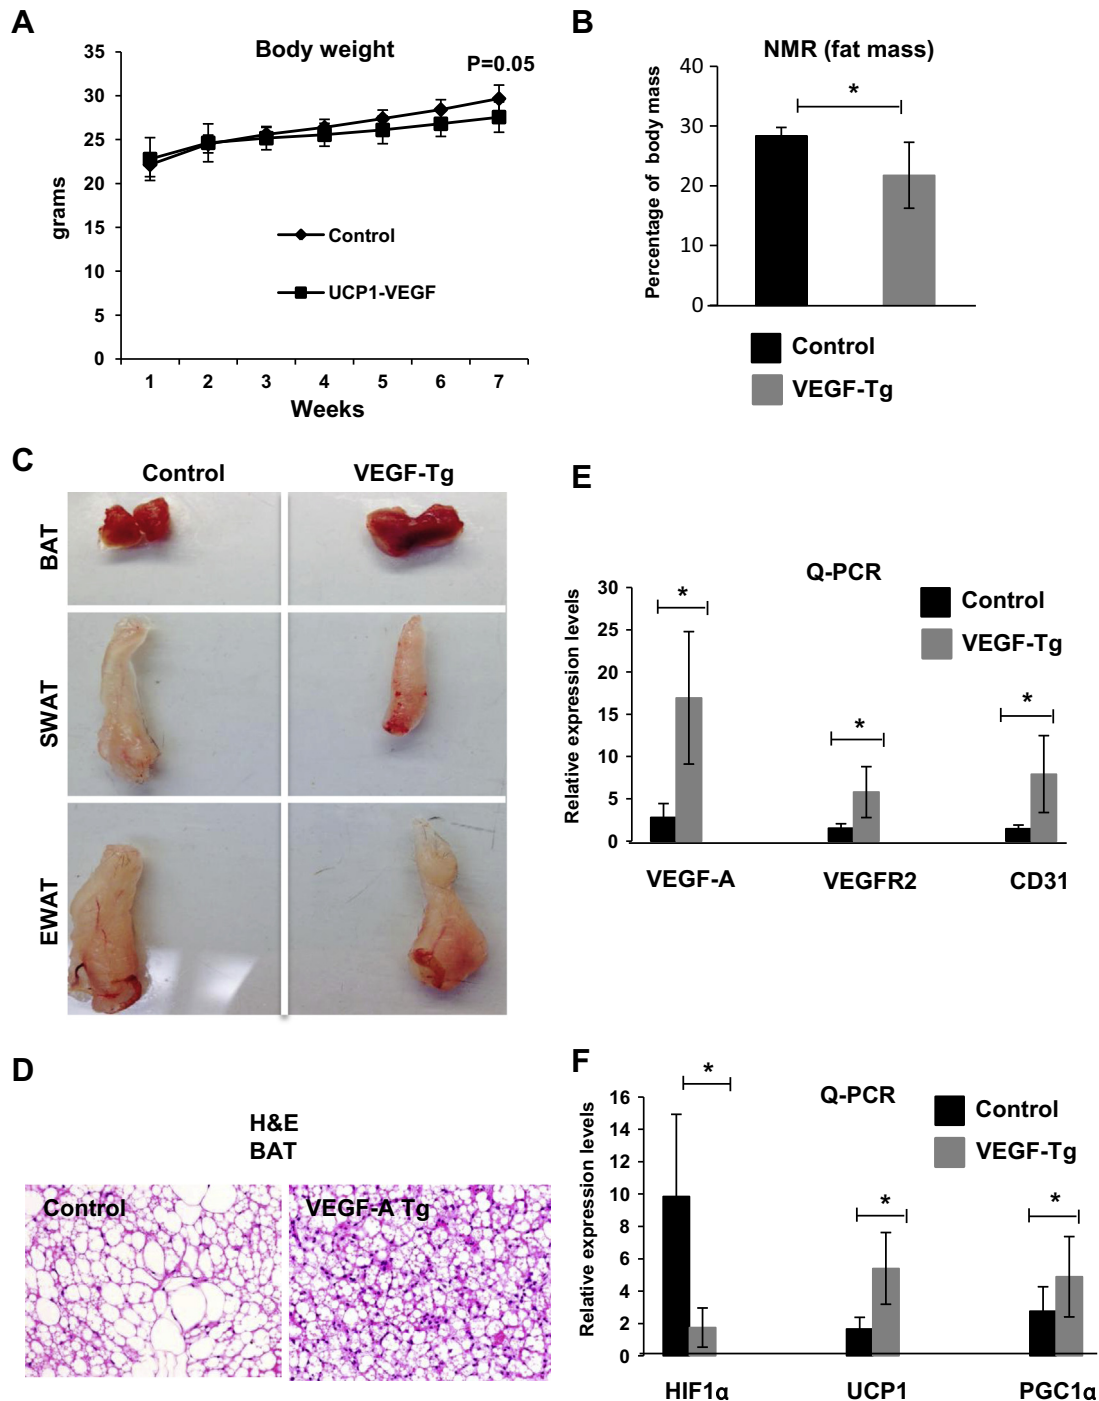 A
Body weight
P=0.05
35
30
25
20
15
10
5
0
grams
Control
UCP1-VEGF
1 2 3 4 5 6 7
Weeks
B
NMR (fat mass)
*
40
30
20
10
0
Percentage of body mass
Control
VEGF-Tg
C
Control VEGF-Tg
BAT
SWAT
EWAT
D
H&E
BAT
Control
VEGF-A Tg
E
Q-PCR
Control
VEGF-Tg
30
25
20
15
10
5
0
Relative expression levels
* * *
VEGF-A VEGFR2 CD31
F
Q-PCR
Control
VEGF-Tg
16
14
12
10
8
6
4
2
0
Relative expression levels
* * *
HIF1α UCP1 PGC1α